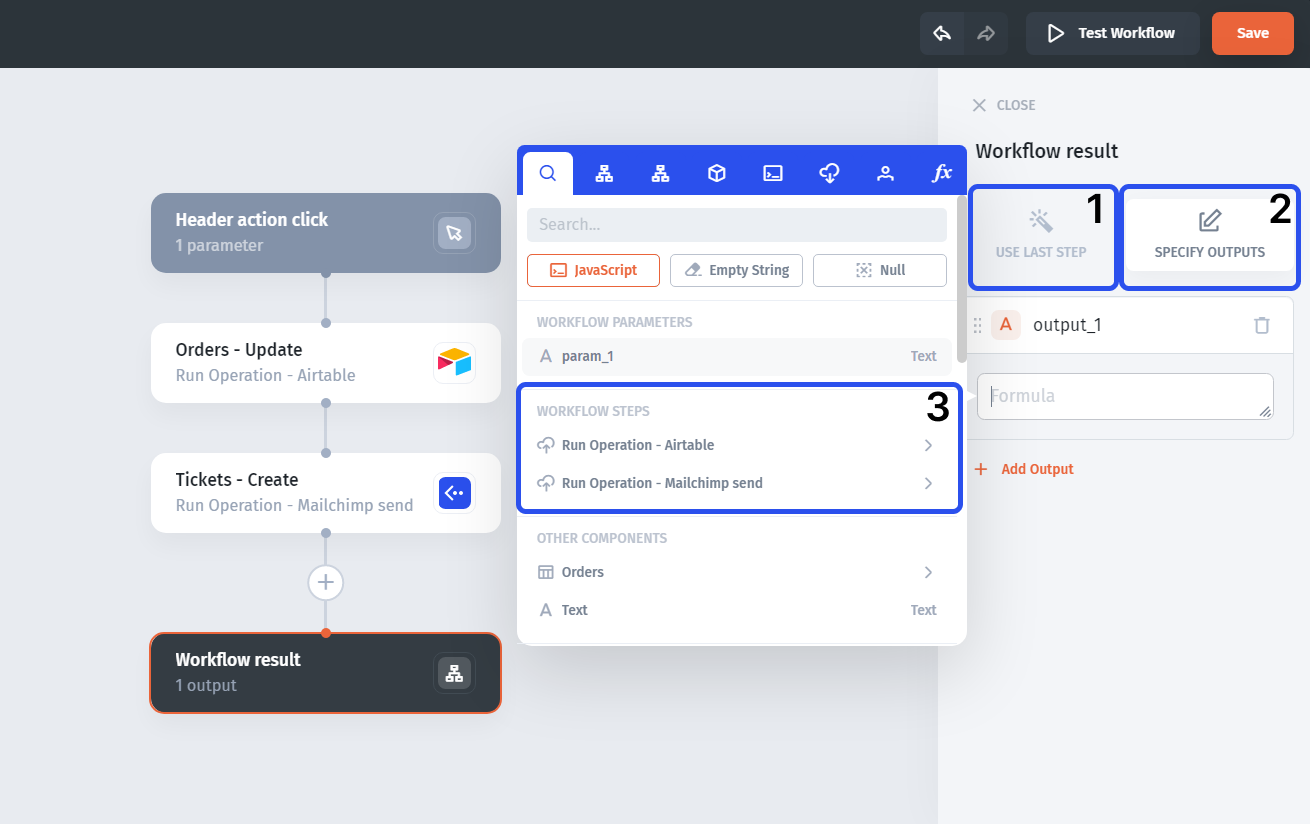 Test Workflow
Save
CLOSE
Workflow result
1
USE LAST STEP
2
SPECIFY OUTPUTS
A output_1
Formula
Add Output
Header action click
1 parameter
Orders - Update
Run Operation - Airtable
Tickets - Create
Run Operation - Mailchimp send
Workflow result
1 output
fx
Search...
JavaScript
Empty String
Null
WORKFLOW PARAMETERS
A param_1 Text
WORKFLOW STEPS
3
Run Operation - Airtable
Run Operation - Mailchimp send
OTHER COMPONENTS
Orders
A Text Text